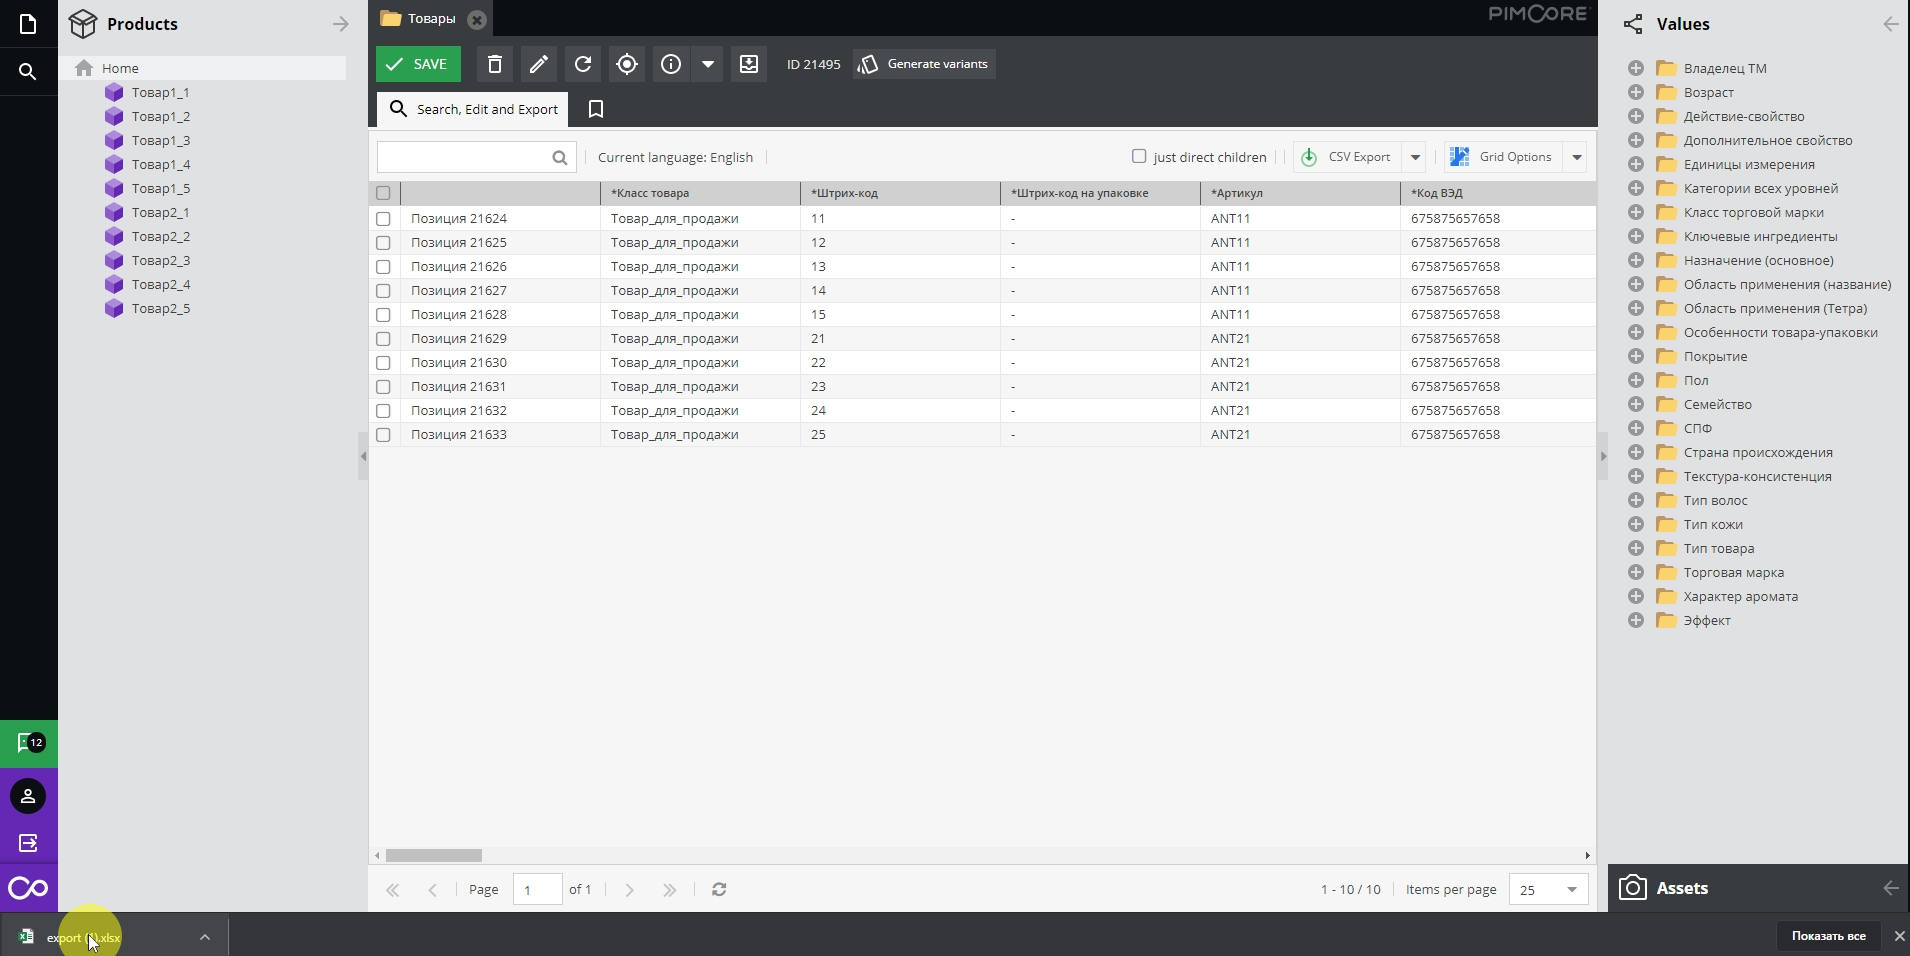 Products
Товары
PIMCORE
Values
SAVE
ID 21495
Generate variants
Home
Search, Edit and Export
Товар1_1
Товар1_2
Товар1_3
Товар1_4
Товар1_5
Товар2_1
Товар2_2
Товар2_3
Товар2_4
Товар2_5
Current language: English
just direct children
CSV Export
Grid Options
*Класс товара *Штрих-код *Штрих-код на упаковке *Артикул *Код ВЭД
Позиция 21624 Товар_для_продажи 11 - ANT11 675875657658
Позиция 21625 Товар_для_продажи 12 - ANT11 675875657658
Позиция 21626 Товар_для_продажи 13 - ANT11 675875657658
Позиция 21627 Товар_для_продажи 14 - ANT11 675875657658
Позиция 21628 Товар_для_продажи 15 - ANT11 675875657658
Позиция 21629 Товар_для_продажи 21 - ANT21 675875657658
Позиция 21630 Товар_для_продажи 22 - ANT21 675875657658
Позиция 21631 Товар_для_продажи 23 - ANT21 675875657658
Позиция 21632 Товар_для_продажи 24 - ANT21 675875657658
Позиция 21633 Товар_для_продажи 25 - ANT21 675875657658
Владелец ТМ
Возраст
Действие-свойство
Дополнительное свойство
Единицы измерения
Категории всех уровней
Класс торговой марки
Ключевые ингредиенты
Назначение (основное)
Область применения (название)
Область применения (Тетра)
Особенности товара-упаковки
Покрытие
Пол
Семейство
СПФ
Страна происхождения
Текстура-консистенция
Тип волос
Тип кожи
Тип товара
Торговая марка
Характер аромата
Эффект
12
Page 1 of 1
1 - 10 / 10 Items per page 25
Assets
export (1).xlsx
Показать все